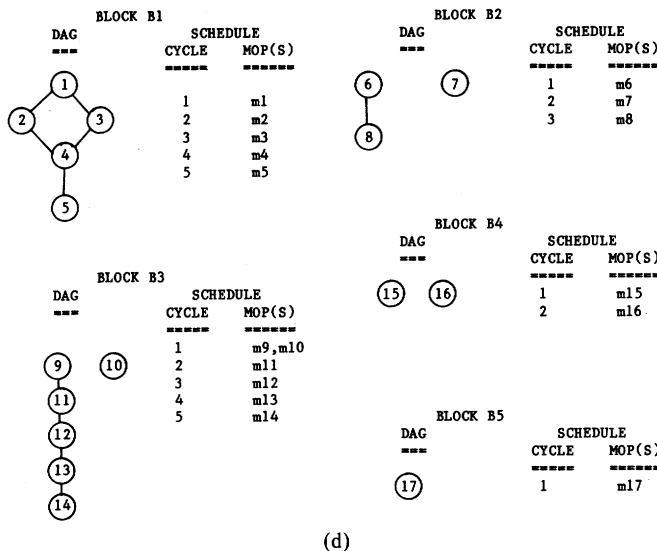 BLOCK B1
DAG SCHEDULE
=== CYCLE MOP(S)
===== ======
1
2 3
4
5
1 m1
2 m2
3 m3
4 m4
5 m5
BLOCK B2
DAG SCHEDULE
=== CYCLE MOP(S)
===== ======
6 7
8
1 m6
2 m7
3 m8
BLOCK B3
DAG SCHEDULE
=== CYCLE MOP(S)
===== ======
9 10
11
12
13
14
1 m9,m10
2 m11
3 m12
4 m13
5 m14
BLOCK B4
DAG SCHEDULE
=== CYCLE MOP(S)
===== ======
15 16
1 m15
2 m16
BLOCK B5
DAG SCHEDULE
=== CYCLE MOP(S)
===== ======
17
1 m17
(d)